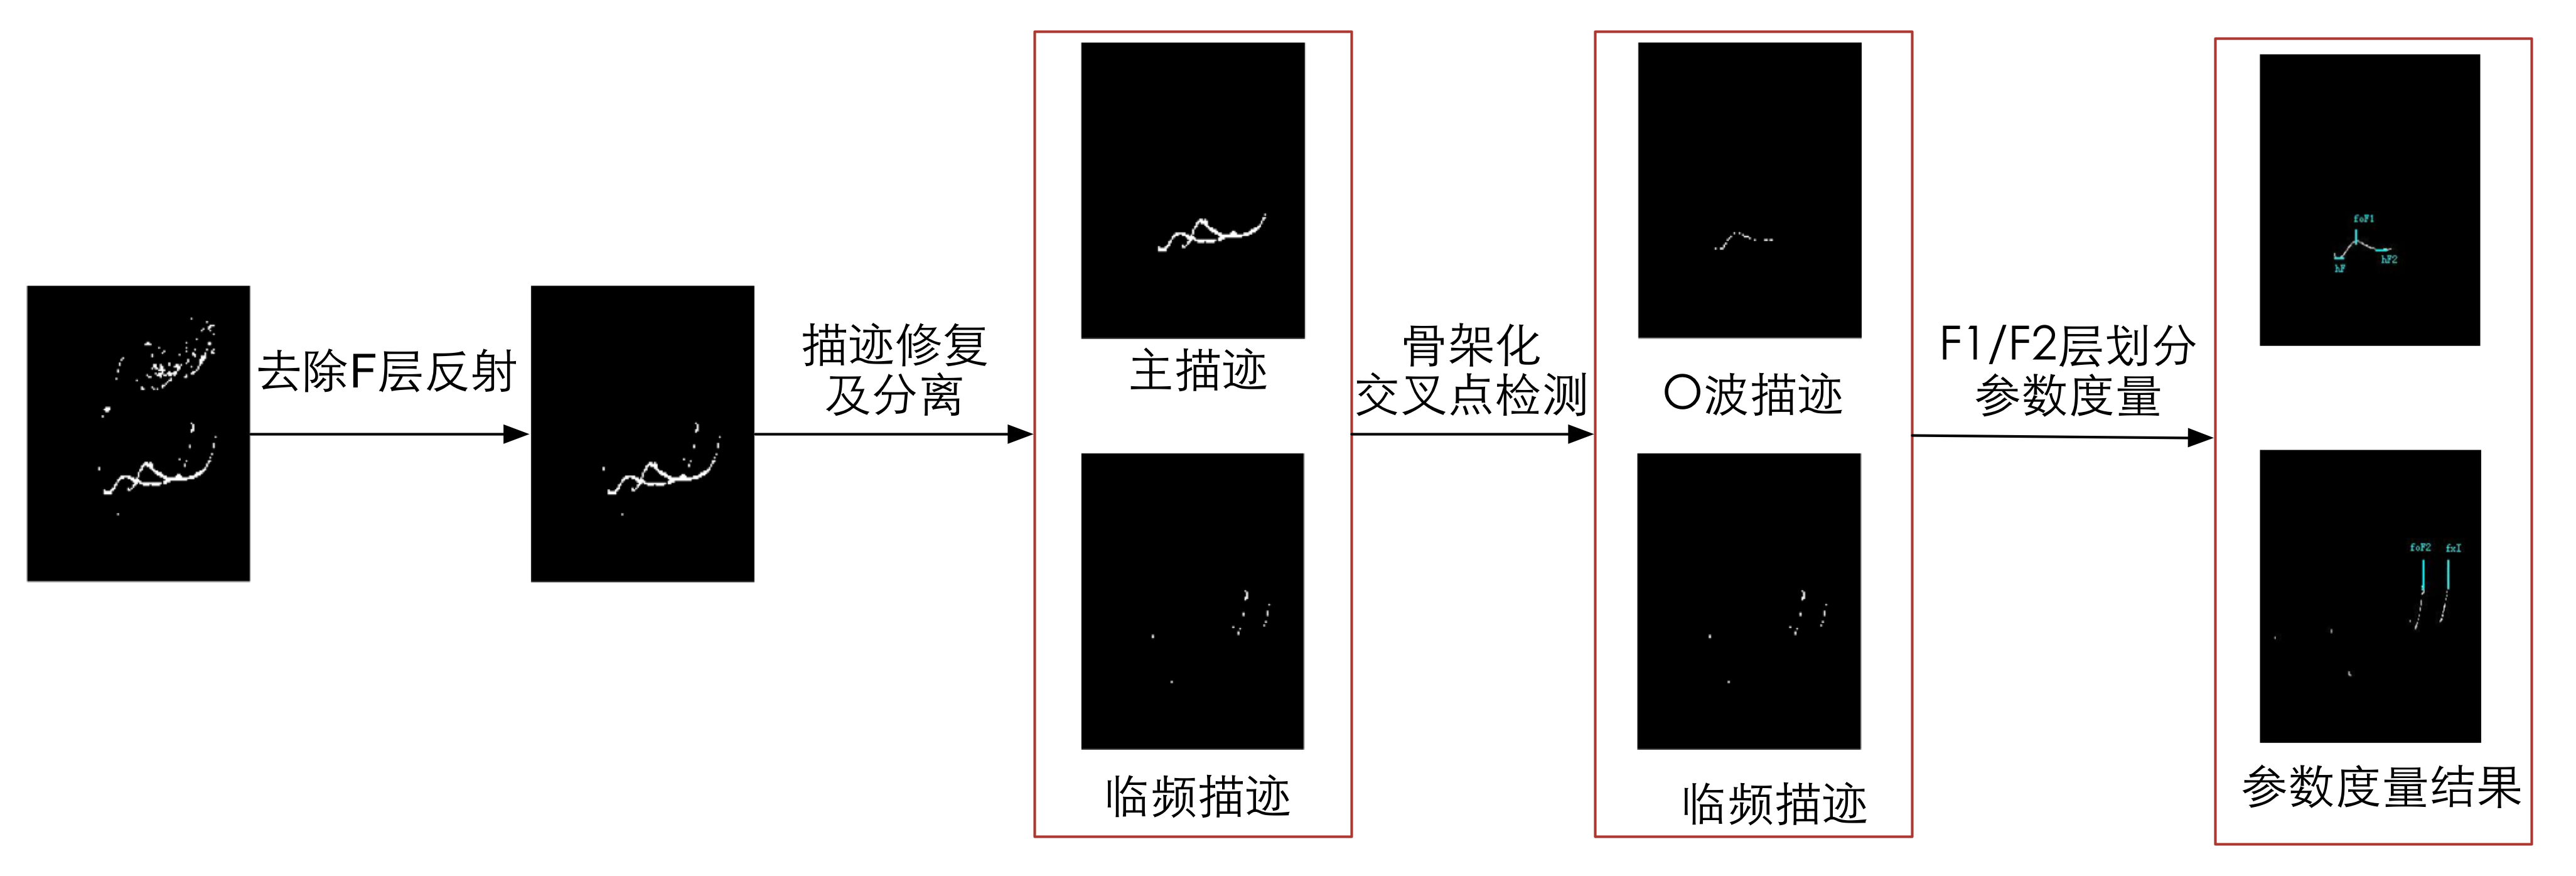 去除F层反射
描迹修复
及分离
主描迹
临频描迹
骨架化
交叉点检测
O波描迹
临频描迹
F1/F2层划分
参数度量
foF1
hF
hF2
foF2 fxI
参数度量结果